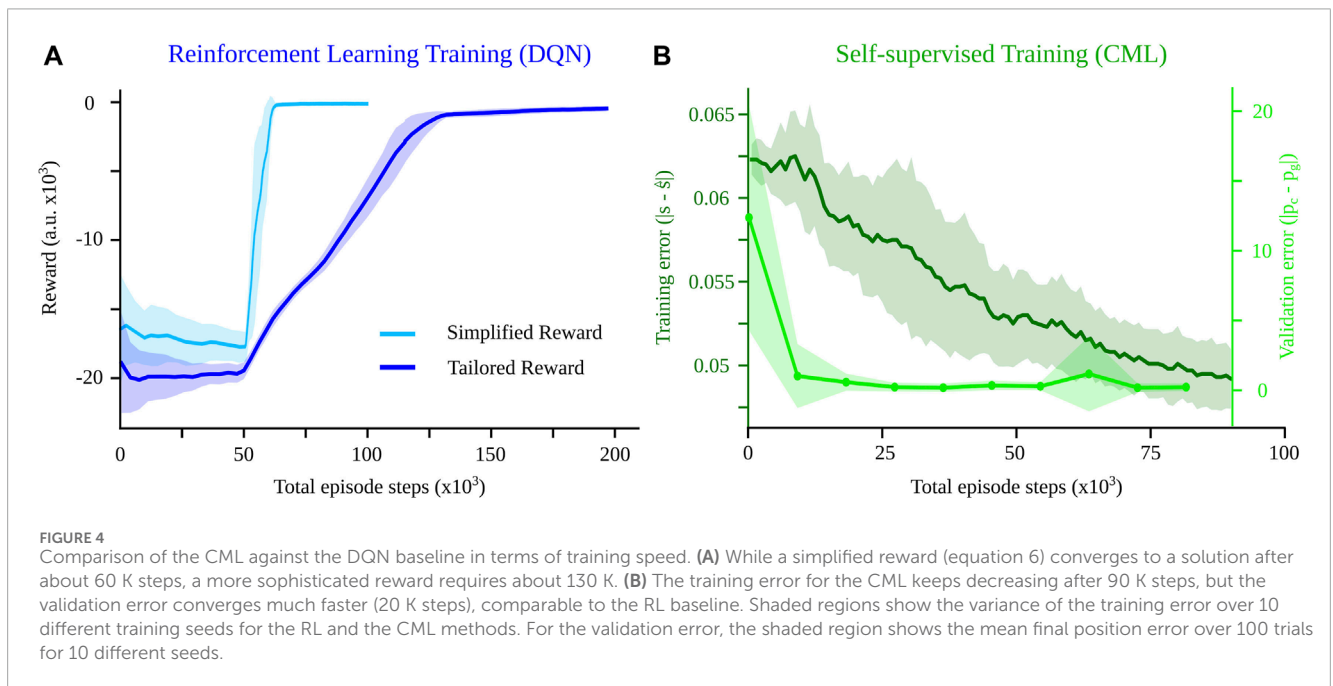 A
Reinforcement Learning Training (DQN)
0
-10
-20
Reward (a.u. x10³)
Simplified Reward
Tailored Reward
0 50 100 150 200
Total episode steps (x10³)
B
Self-supervised Training (CML)
0.065
0.06
0.055
0.05
Training error (|s - ŝ|)
20
10
0
Validation error (|p_c - p_g|)
0 25 50 75 100
Total episode steps (x10³)
FIGURE 4
Comparison of the CML against the DQN baseline in terms of training speed. (A) While a simplified reward (equation 6) converges to a solution after
about 60 K steps, a more sophisticated reward requires about 130 K. (B) The training error for the CML keeps decreasing after 90 K steps, but the
validation error converges much faster (20 K steps), comparable to the RL baseline. Shaded regions show the variance of the training error over 10
different training seeds for the RL and the CML methods. For the validation error, the shaded region shows the mean final position error over 100 trials
for 10 different seeds.